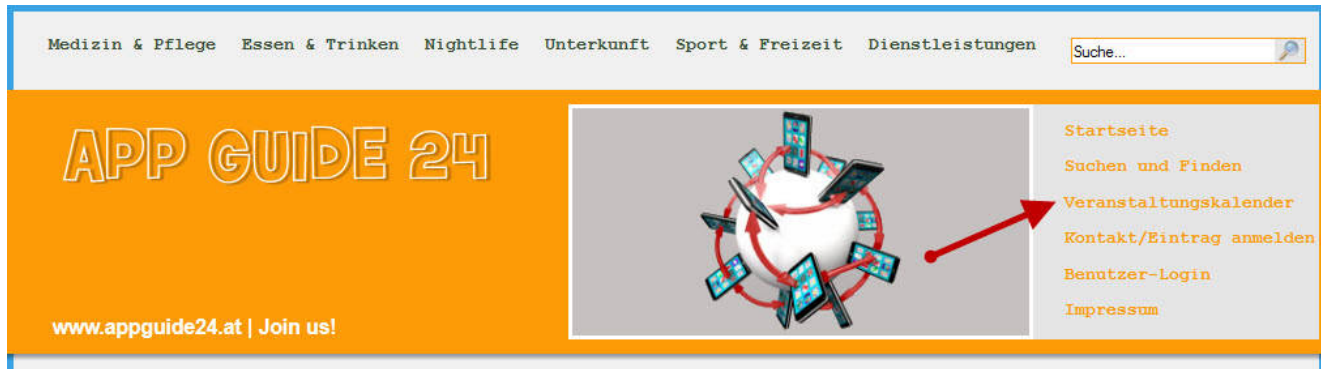 Medizin & Pflege Essen & Trinken Nightlife Unterkunft Sport & Freizeit Dienstleistungen
Suche...
APP GUIDE 24
www.appguide24.at | Join us!
Startseite
Suchen und Finden
Veranstaltungskalender
Kontakt/Eintrag anmelden
Benutzer-Login
Impressum